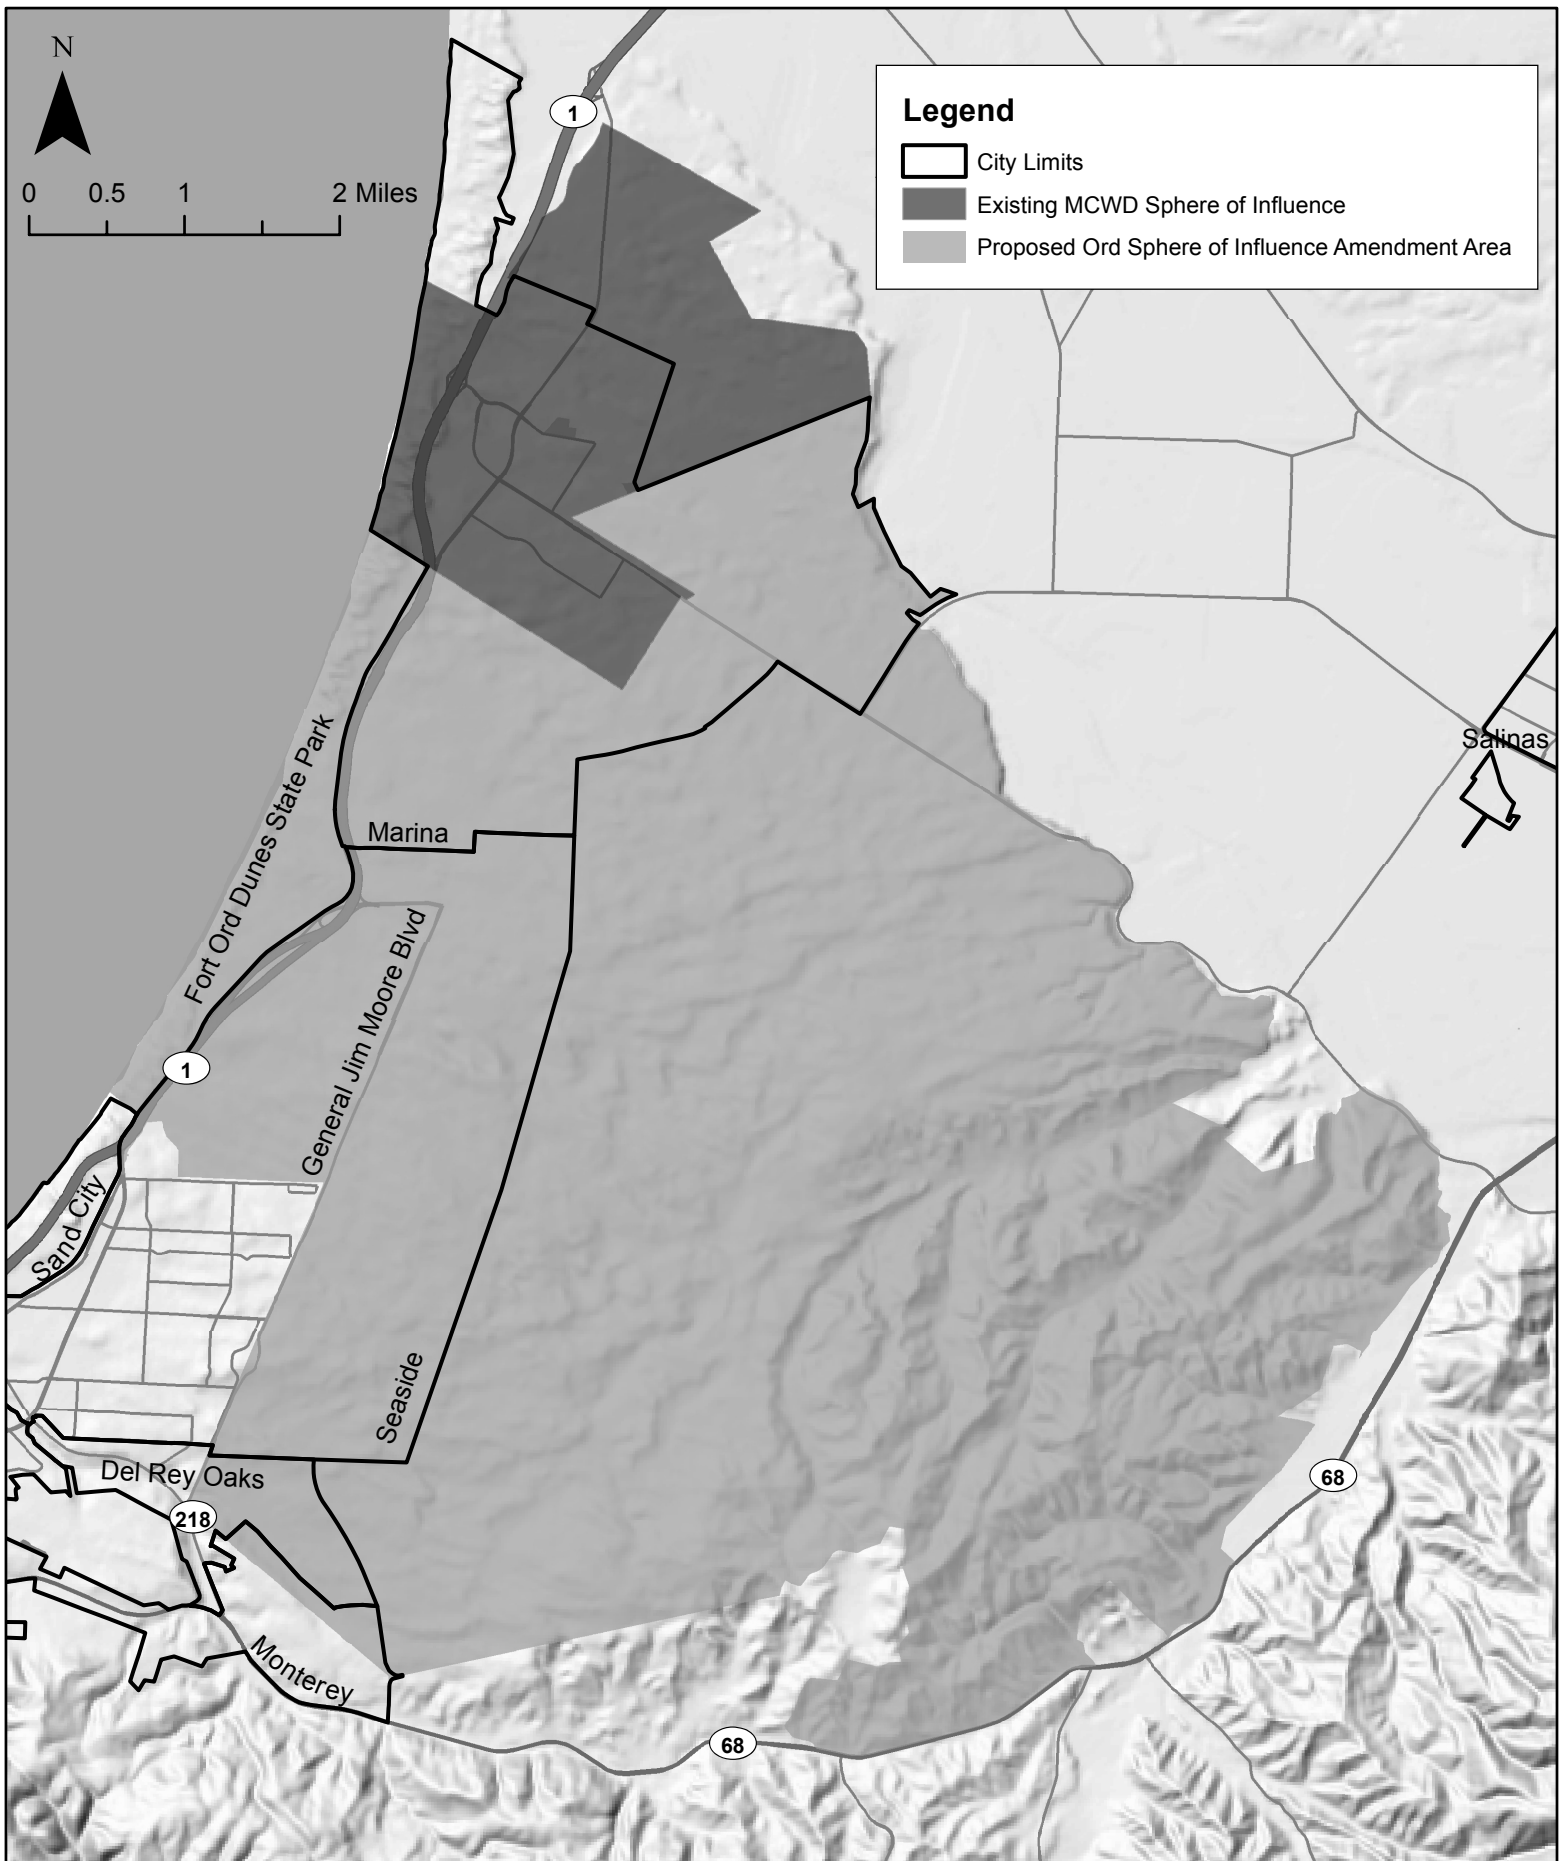 N
0 0.5 1 2 Miles
1
Legend
City Limits
Existing MCWD Sphere of Influence
Proposed Ord Sphere of Influence Amendment Area
Salinas
Fort Ord Dunes State Park
Marina
General Jim Moore Blvd
1
Sand City
Seaside
Del Rey Oaks
218
68
Monterey
68